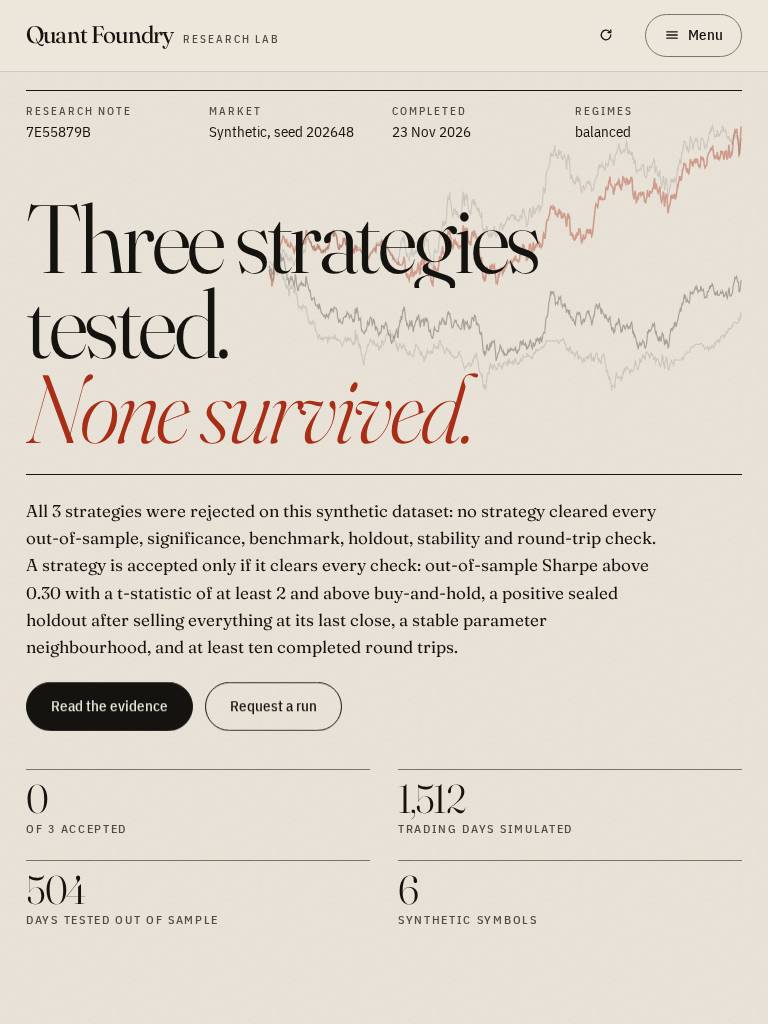 Quant Foundry RESEARCH LAB
Menu
RESEARCH NOTE MARKET COMPLETED REGIMES
7E55879B Synthetic, seed 202648 23 Nov 2026 balanced
Three strategies
tested.
None survived.
All 3 strategies were rejected on this synthetic dataset: no strategy cleared every
out-of-sample, significance, benchmark, holdout, stability and round-trip check.
A strategy is accepted only if it clears every check: out-of-sample Sharpe above
0.30 with a t-statistic of at least 2 and above buy-and-hold, a positive sealed
holdout after selling everything at its last close, a stable parameter
neighbourhood, and at least ten completed round trips.
Read the evidence Request a run
0 1,512
OF 3 ACCEPTED TRADING DAYS SIMULATED
504 6
DAYS TESTED OUT OF SAMPLE SYNTHETIC SYMBOLS